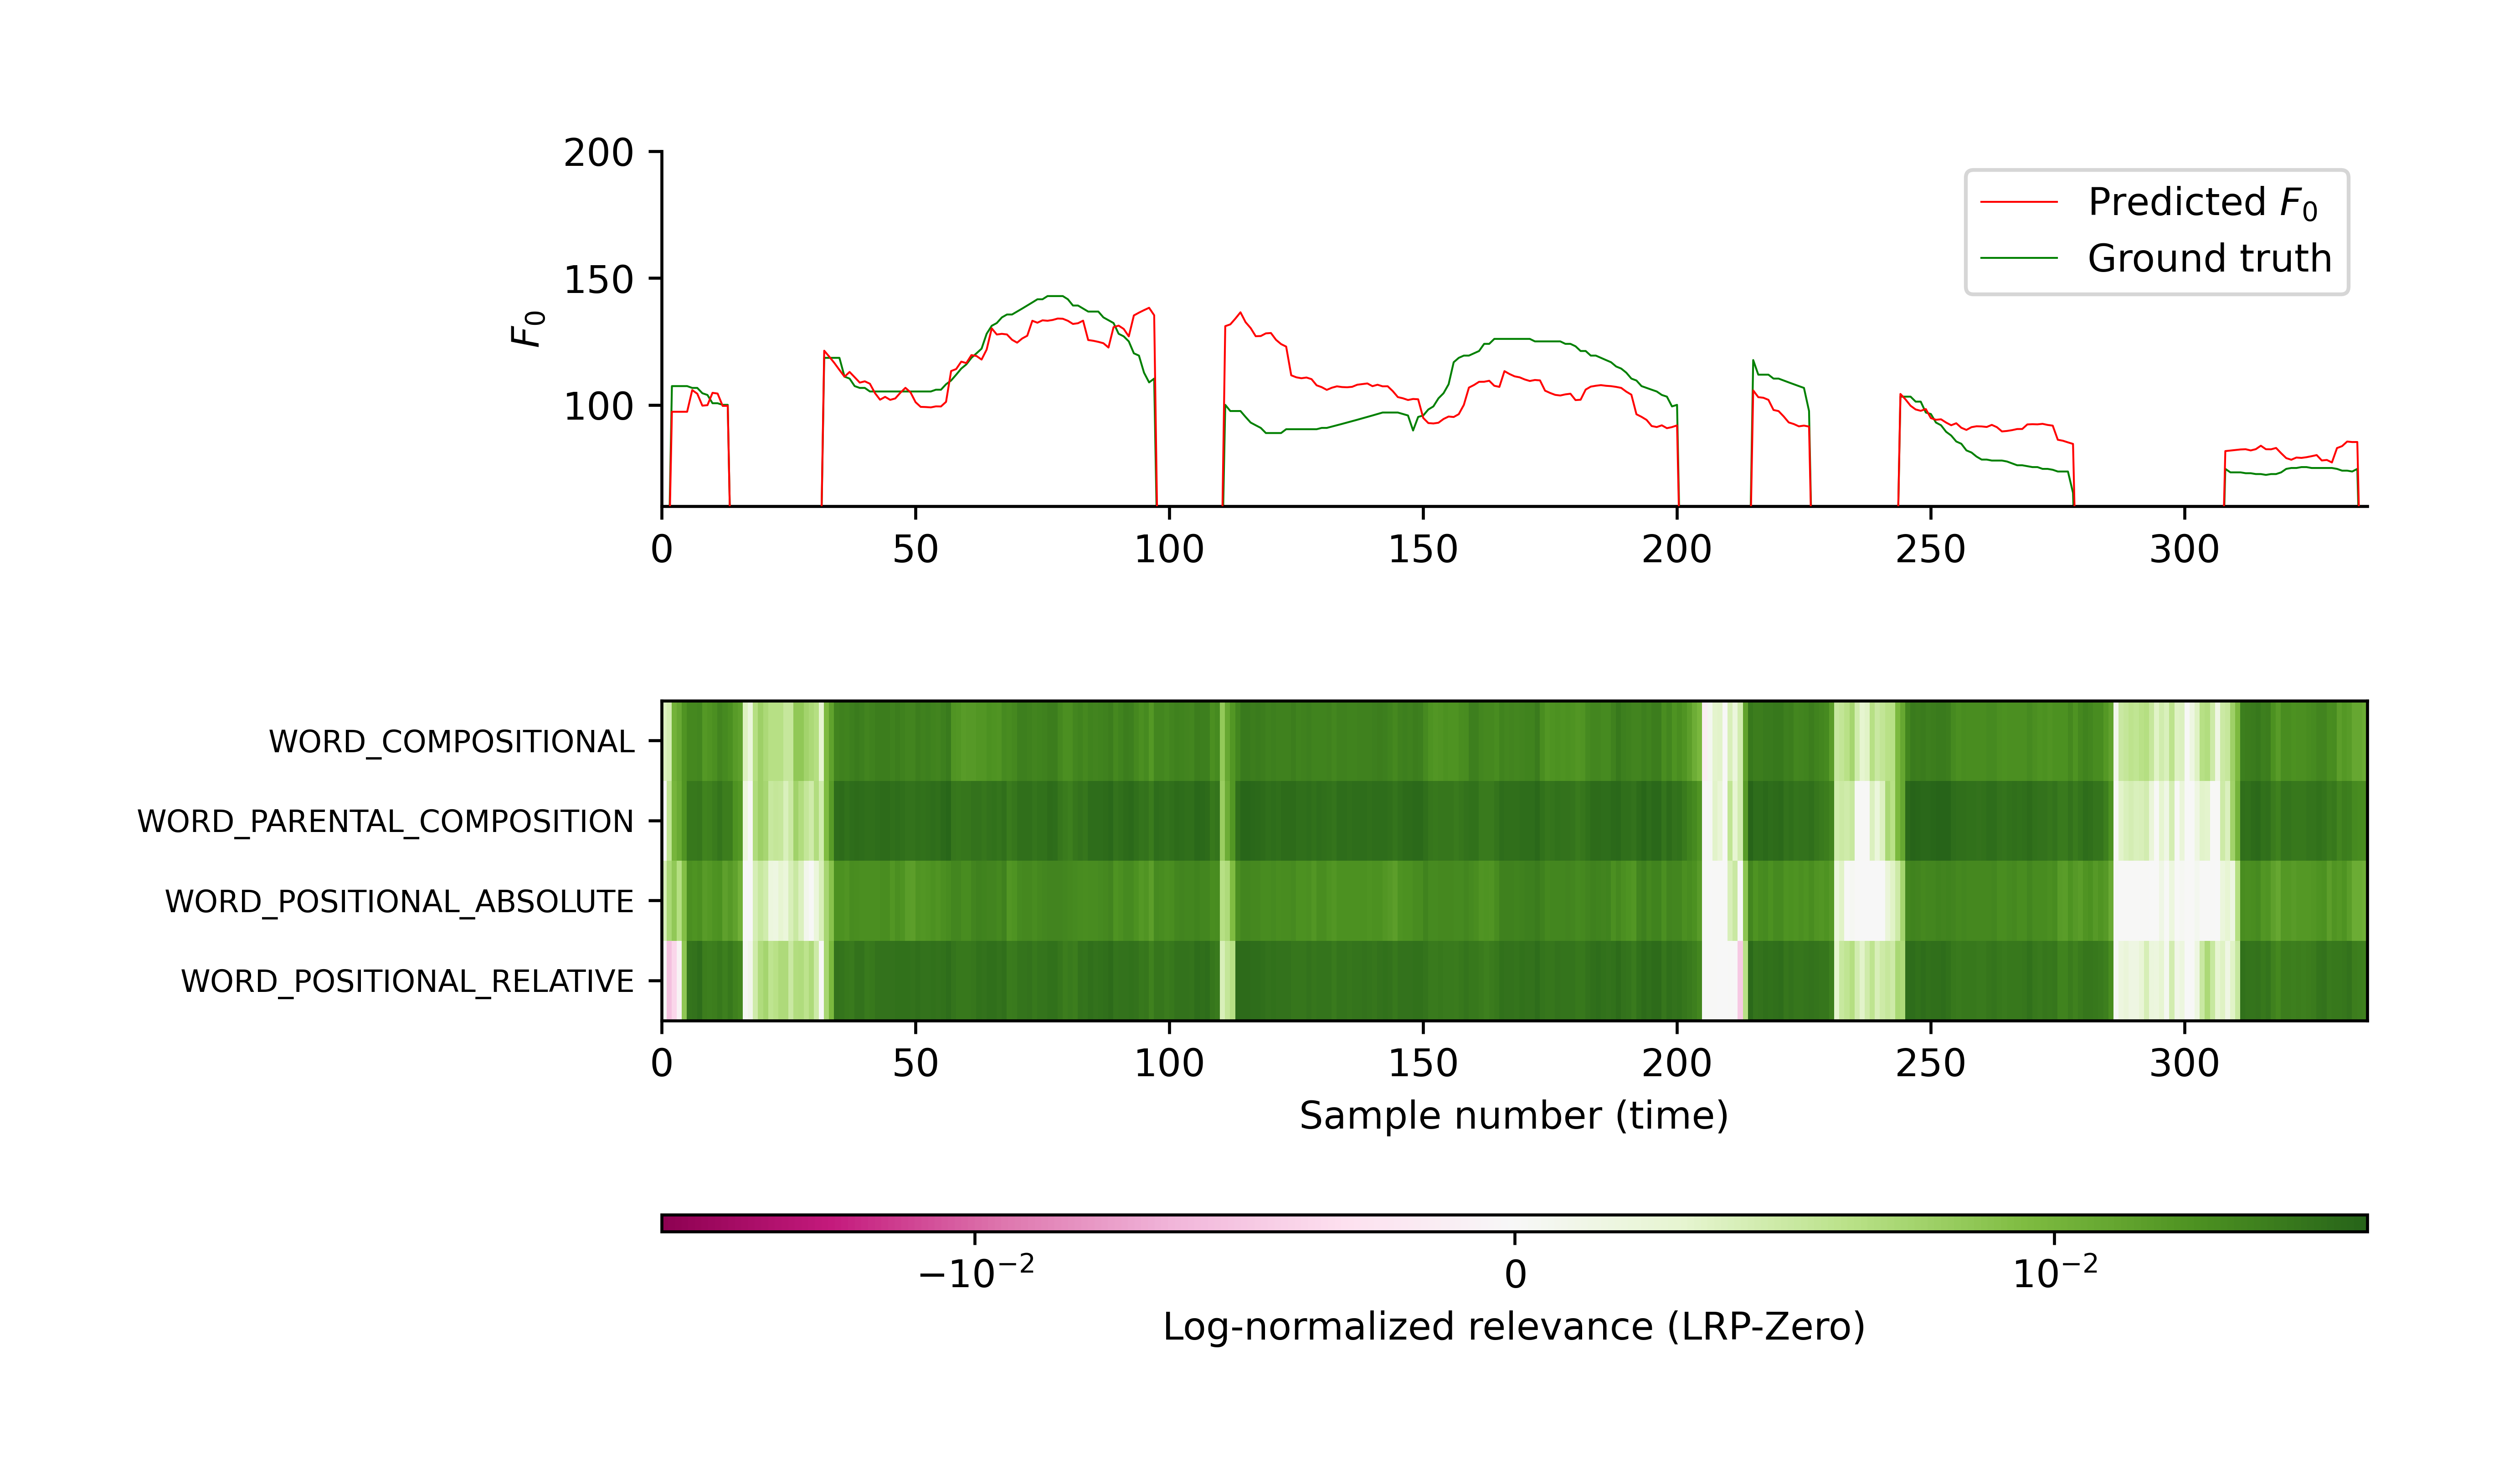 200
150
100
F₀
Predicted F₀
Ground truth
0 50 100 150 200 250 300
WORD_COMPOSITIONAL
WORD_PARENTAL_COMPOSITION
WORD_POSITIONAL_ABSOLUTE
WORD_POSITIONAL_RELATIVE
0 50 100 150 200 250 300
Sample number (time)
−10⁻² 0 10⁻²
Log-normalized relevance (LRP-Zero)